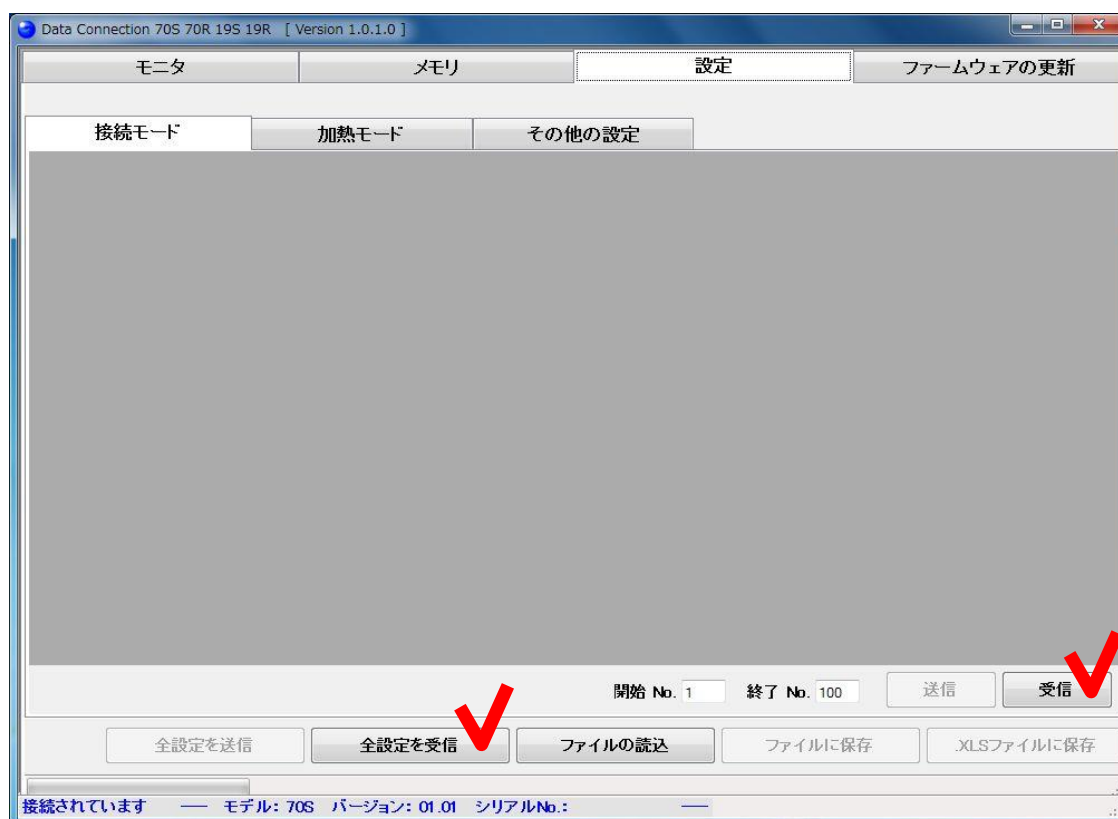 Data Connection 70S 70R 19S 19R [ Version 1.0.1.0 ]
モニタ メモリ 設定 ファームウェアの更新
接続モード 加熱モード その他の設定
開始 No. 1 終了 No. 100 送信 受信
全設定を送信 全設定を受信 ファイルの読込 ファイルに保存 .XLSファイルに保存
接続されています ── モデル: 70S バージョン: 01.01 シリアルNo.: ──